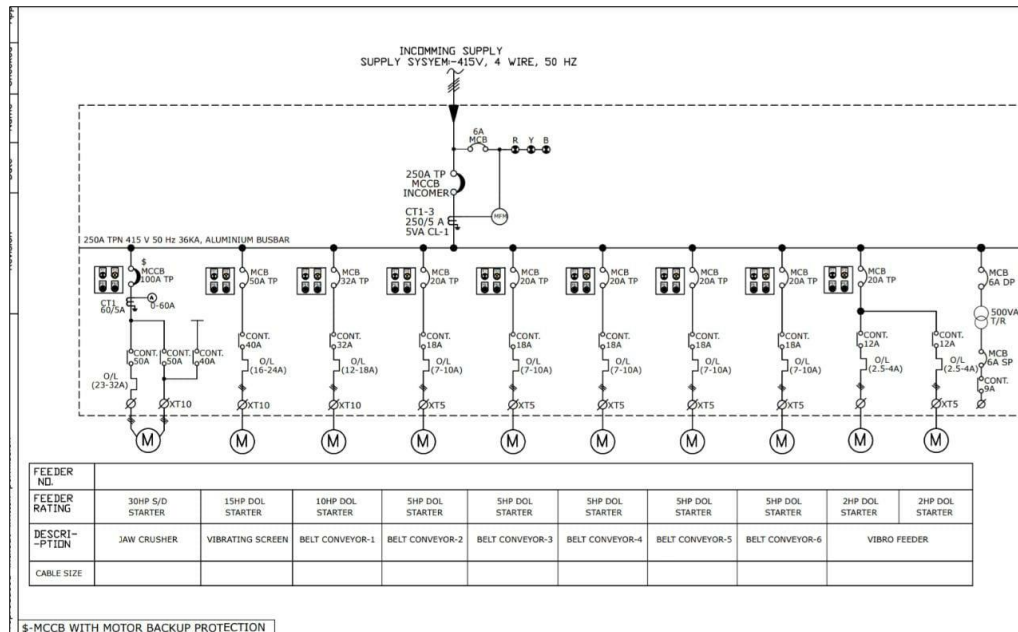 INCOMMING SUPPLY
SUPPLY SYSYEM:-415V, 4 WIRE, 50 HZ
6A
MCB
R Y B
250A TP
MCCB
INCOMER
CT1-3
250/5 A
5VA CL-1
MFM
250A TPN 415 V 50 Hz 36KA, ALUMINIUM BUSBAR
$
MCCB
100A TP
CT1
60/5A
A
0-60A
CONT.
50A
CONT.
50A
CONT.
40A
O/L
(23-32A)
XT10
M
MCB
50A TP
CONT.
40A
O/L
(16-24A)
XT10
M
MCB
32A TP
CONT.
32A
O/L
(12-18A)
XT10
M
MCB
20A TP
CONT.
18A
O/L
(7-10A)
XT5
M
MCB
20A TP
CONT.
18A
O/L
(7-10A)
XT5
M
MCB
20A TP
CONT.
18A
O/L
(7-10A)
XT5
M
MCB
20A TP
CONT.
18A
O/L
(7-10A)
XT5
M
MCB
20A TP
CONT.
18A
O/L
(7-10A)
XT5
M
MCB
20A TP
CONT.
12A
O/L
(2.5-4A)
M
CONT.
12A
O/L
(2.5-4A)
XT5
M
MCB
6A DP
500VA
T/R
MCB
6A SP
CONT.
9A
FEEDER
NO.
FEEDER
RATING
30HP S/D
STARTER
15HP DOL
STARTER
10HP DOL
STARTER
5HP DOL
STARTER
5HP DOL
STARTER
5HP DOL
STARTER
5HP DOL
STARTER
5HP DOL
STARTER
2HP DOL
STARTER
2HP DOL
STARTER
DESCRI-
-PTION
JAW CRUSHER
VIBRATING SCREEN
BELT CONVEYOR-1
BELT CONVEYOR-2
BELT CONVEYOR-3
BELT CONVEYOR-4
BELT CONVEYOR-5
BELT CONVEYOR-6
VIBRO FEEDER
CABLE SIZE
$-MCCB WITH MOTOR BACKUP PROTECTION